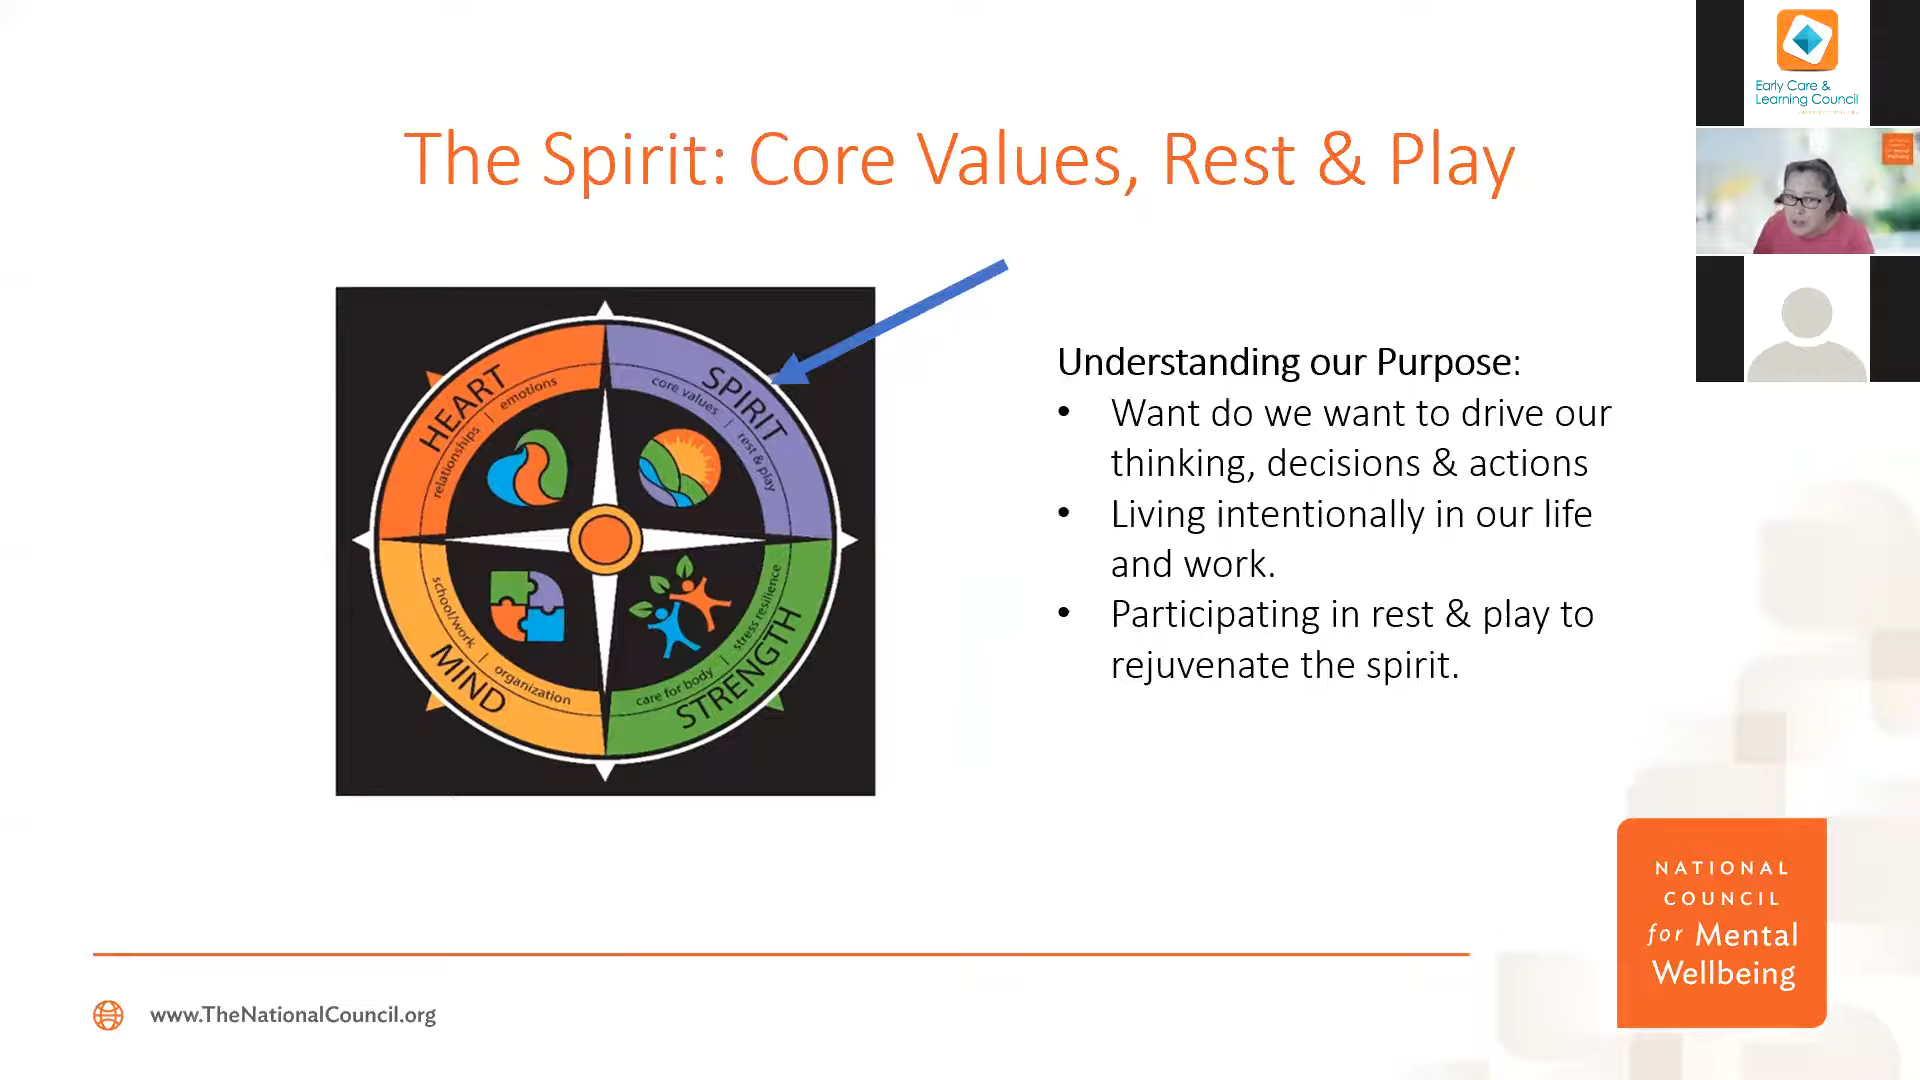 The Spirit: Core Values, Rest & Play
HEART
relationships | emotions
SPIRIT
core values | rest & play
MIND
school/work | organization
STRENGTH
care for body | stress resilience
Understanding our Purpose:
• Want do we want to drive our
thinking, decisions & actions
• Living intentionally in our life
and work.
• Participating in rest & play to
rejuvenate the spirit.
Early Care &
Learning Council
NATIONAL
COUNCIL
for Mental
Wellbeing
www.TheNationalCouncil.org